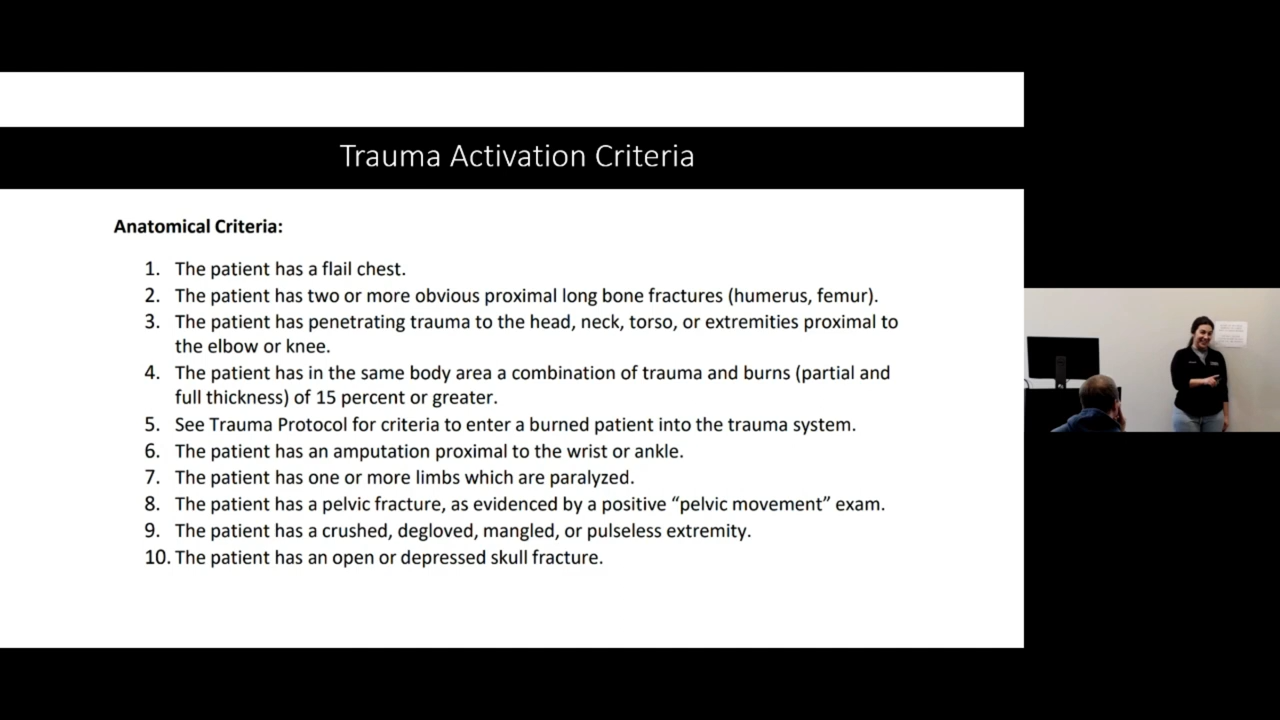 Trauma Activation Criteria
Anatomical Criteria:
1. The patient has a flail chest.
2. The patient has two or more obvious proximal long bone fractures (humerus, femur).
3. The patient has penetrating trauma to the head, neck, torso, or extremities proximal to
the elbow or knee.
4. The patient has in the same body area a combination of trauma and burns (partial and
full thickness) of 15 percent or greater.
5. See Trauma Protocol for criteria to enter a burned patient into the trauma system.
6. The patient has an amputation proximal to the wrist or ankle.
7. The patient has one or more limbs which are paralyzed.
8. The patient has a pelvic fracture, as evidenced by a positive “pelvic movement” exam.
9. The patient has a crushed, degloved, mangled, or pulseless extremity.
10. The patient has an open or depressed skull fracture.